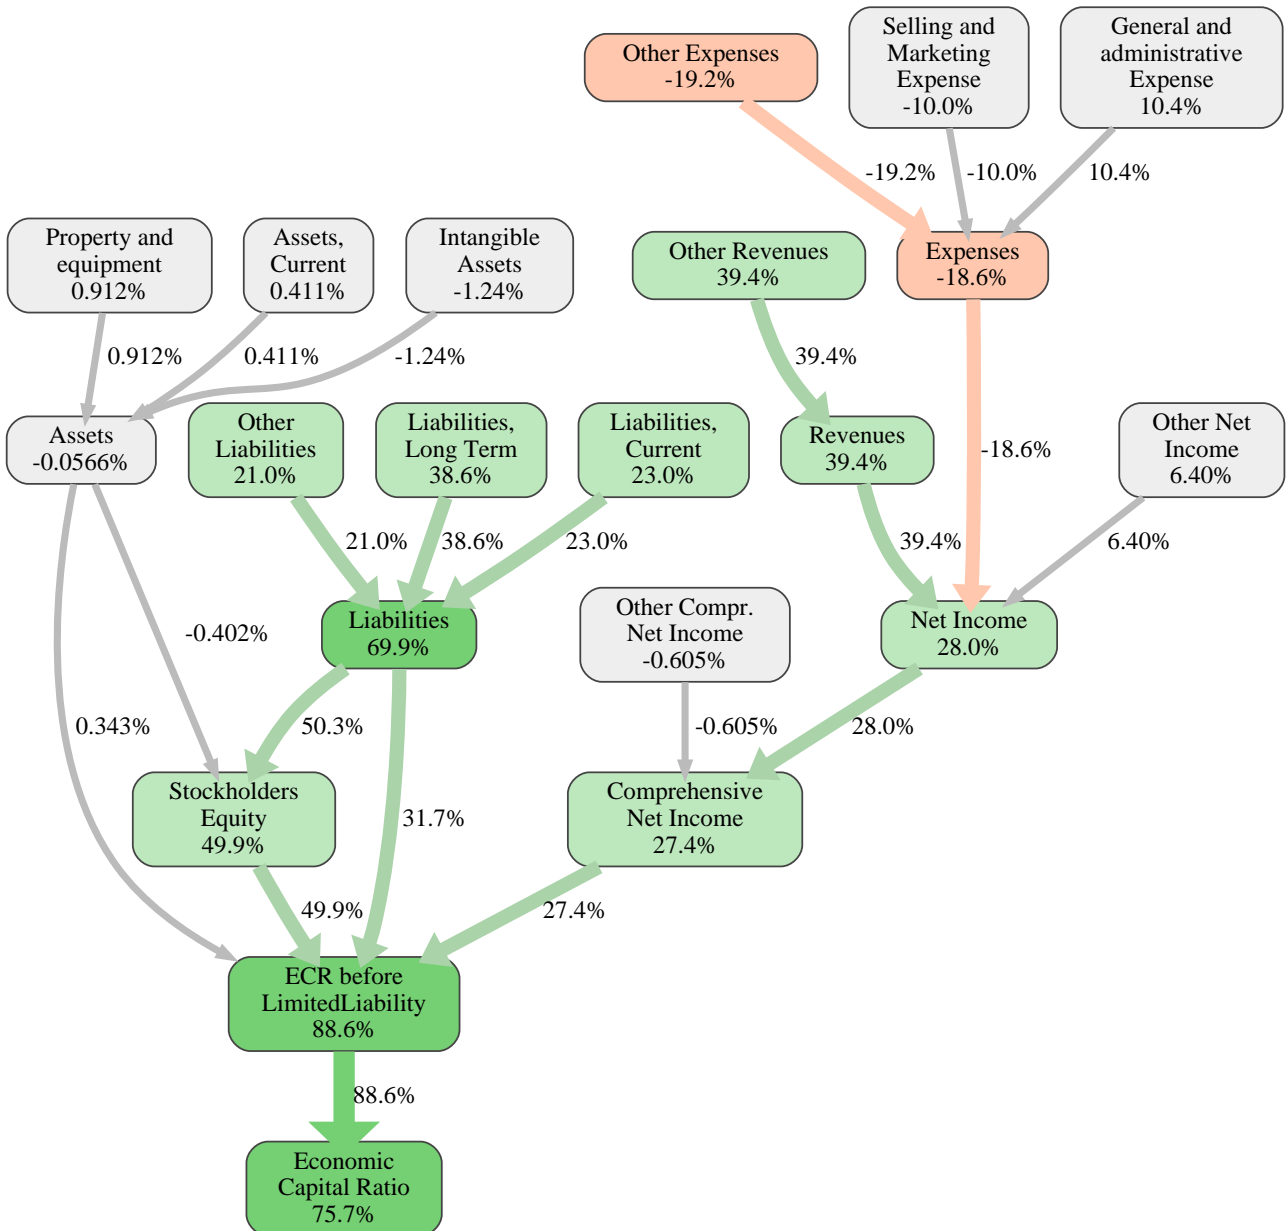 Other Expenses
-19.2%
Selling and
Marketing
Expense
-10.0%
General and
administrative
Expense
10.4%
-19.2%
-10.0%
10.4%
Property and
equipment
0.912%
Assets,
Current
0.411%
Intangible
Assets
-1.24%
Other Revenues
39.4%
Expenses
-18.6%
0.912%
0.411%
-1.24%
39.4%
Assets
-0.0566%
Other
Liabilities
21.0%
Liabilities,
Long Term
38.6%
Liabilities,
Current
23.0%
Revenues
39.4%
-18.6%
Other Net
Income
6.40%
21.0%
38.6%
23.0%
39.4%
6.40%
Liabilities
69.9%
-0.402%
Other Compr.
Net Income
-0.605%
Net Income
28.0%
0.343%
50.3%
-0.605%
28.0%
Stockholders
Equity
49.9%
31.7%
Comprehensive
Net Income
27.4%
49.9%
27.4%
ECR before
LimitedLiability
88.6%
88.6%
Economic
Capital Ratio
75.7%